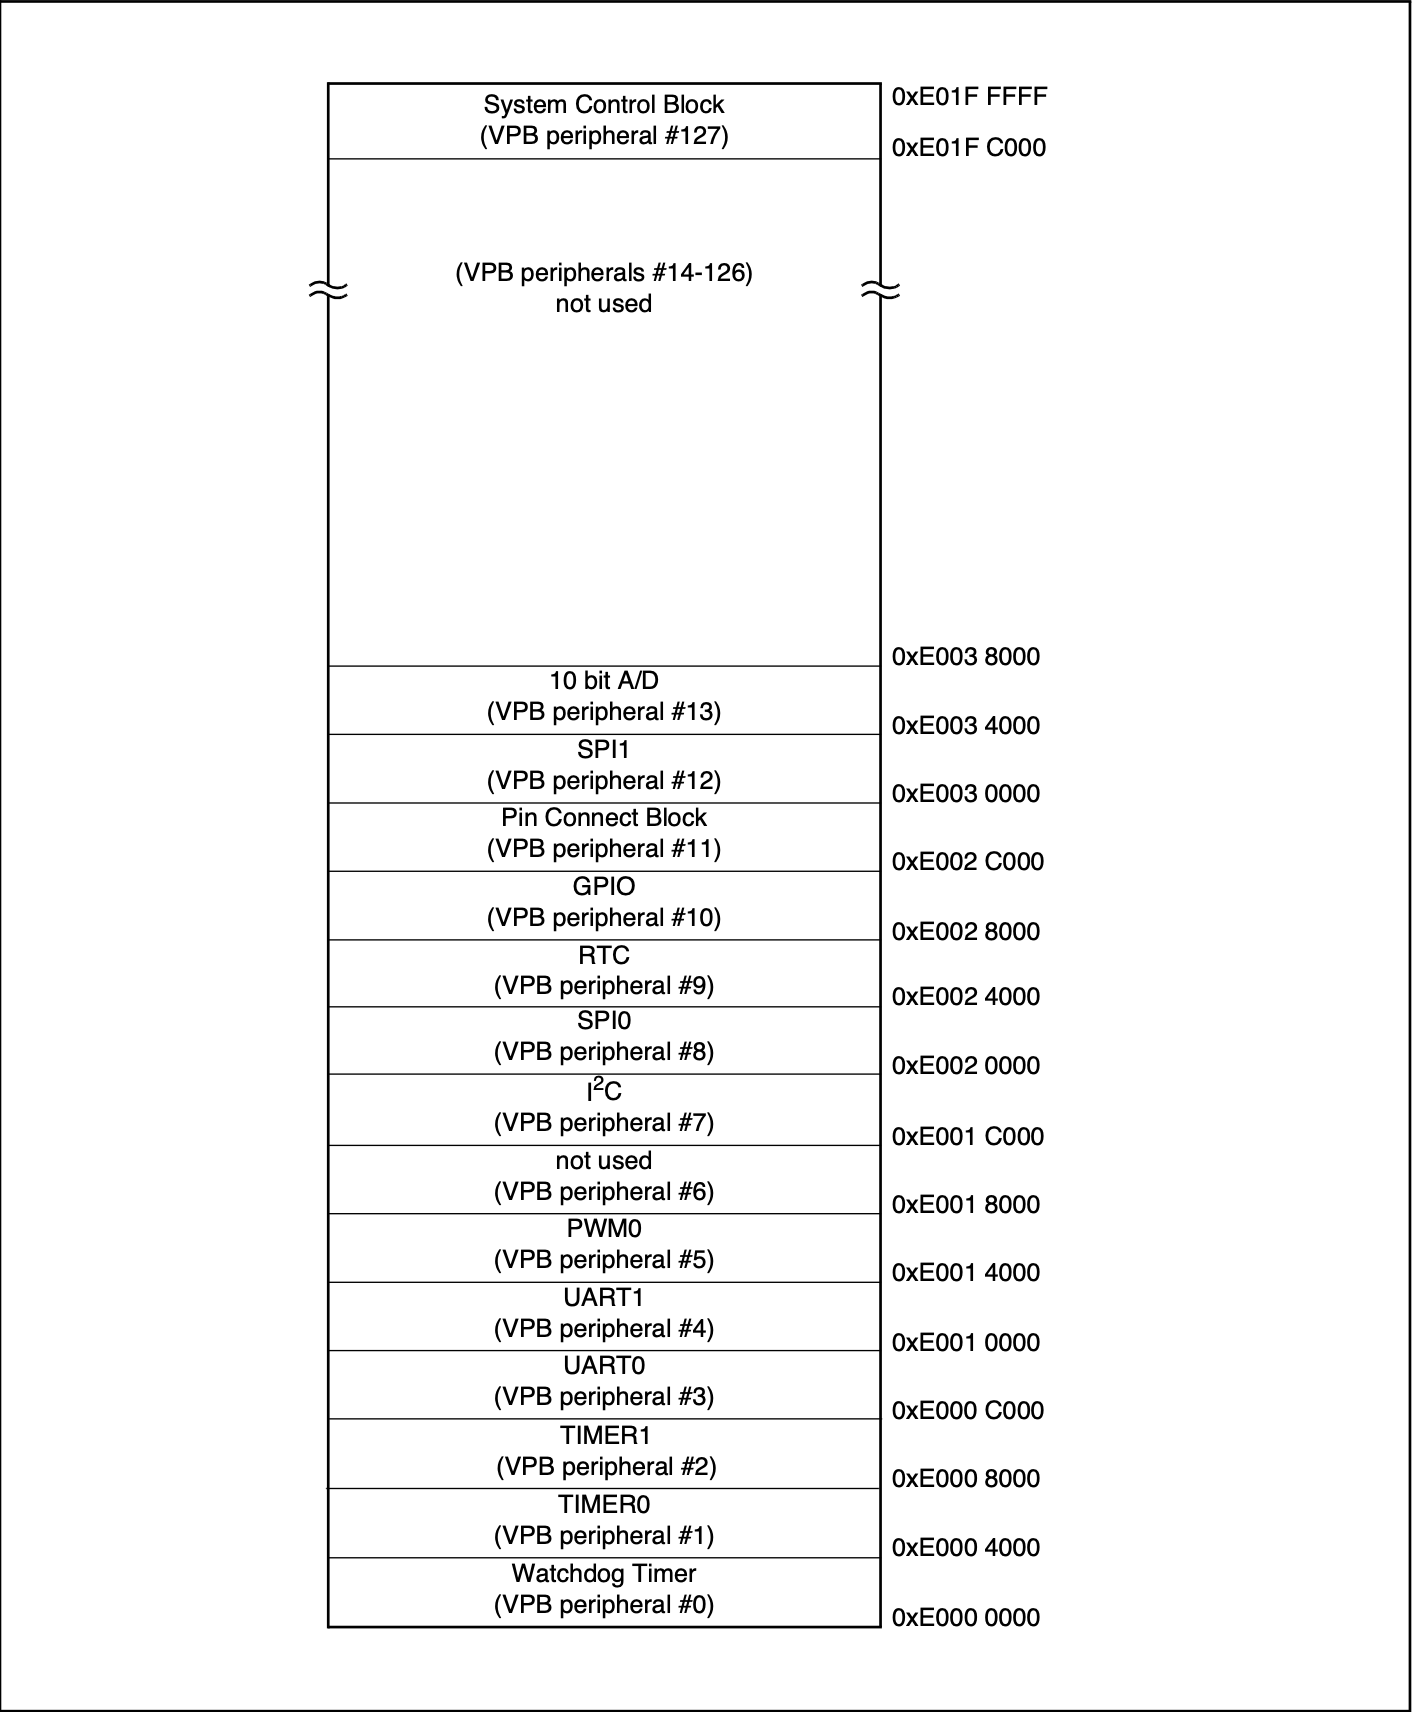 System Control Block
(VPB peripheral #127)
0xE01F FFFF
0xE01F C000
(VPB peripherals #14-126)
not used
0xE003 8000
10 bit A/D
(VPB peripheral #13)
0xE003 4000
SPI1
(VPB peripheral #12)
0xE003 0000
Pin Connect Block
(VPB peripheral #11)
0xE002 C000
GPIO
(VPB peripheral #10)
0xE002 8000
RTC
(VPB peripheral #9)
0xE002 4000
SPI0
(VPB peripheral #8)
0xE002 0000
I²C
(VPB peripheral #7)
0xE001 C000
not used
(VPB peripheral #6)
0xE001 8000
PWM0
(VPB peripheral #5)
0xE001 4000
UART1
(VPB peripheral #4)
0xE001 0000
UART0
(VPB peripheral #3)
0xE000 C000
TIMER1
(VPB peripheral #2)
0xE000 8000
TIMER0
(VPB peripheral #1)
0xE000 4000
Watchdog Timer
(VPB peripheral #0)
0xE000 0000